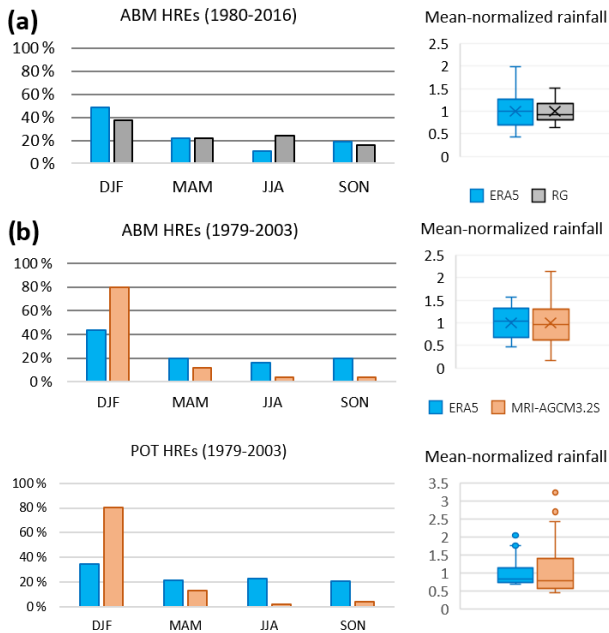 (a)
ABM HREs (1980-2016)
100 %
80 %
60 %
40 %
20 %
0 %
DJF MAM JJA SON
Mean-normalized rainfall
2.5
2
1.5
1
0.5
0
ERA5 RG
(b)
ABM HREs (1979-2003)
100 %
80 %
60 %
40 %
20 %
0 %
DJF MAM JJA SON
Mean-normalized rainfall
2.5
2
1.5
1
0.5
0
ERA5 MRI-AGCM3.2S
POT HREs (1979-2003)
100 %
80 %
60 %
40 %
20 %
0 %
DJF MAM JJA SON
Mean-normalized rainfall
3.5
3
2.5
2
1.5
1
0.5
0